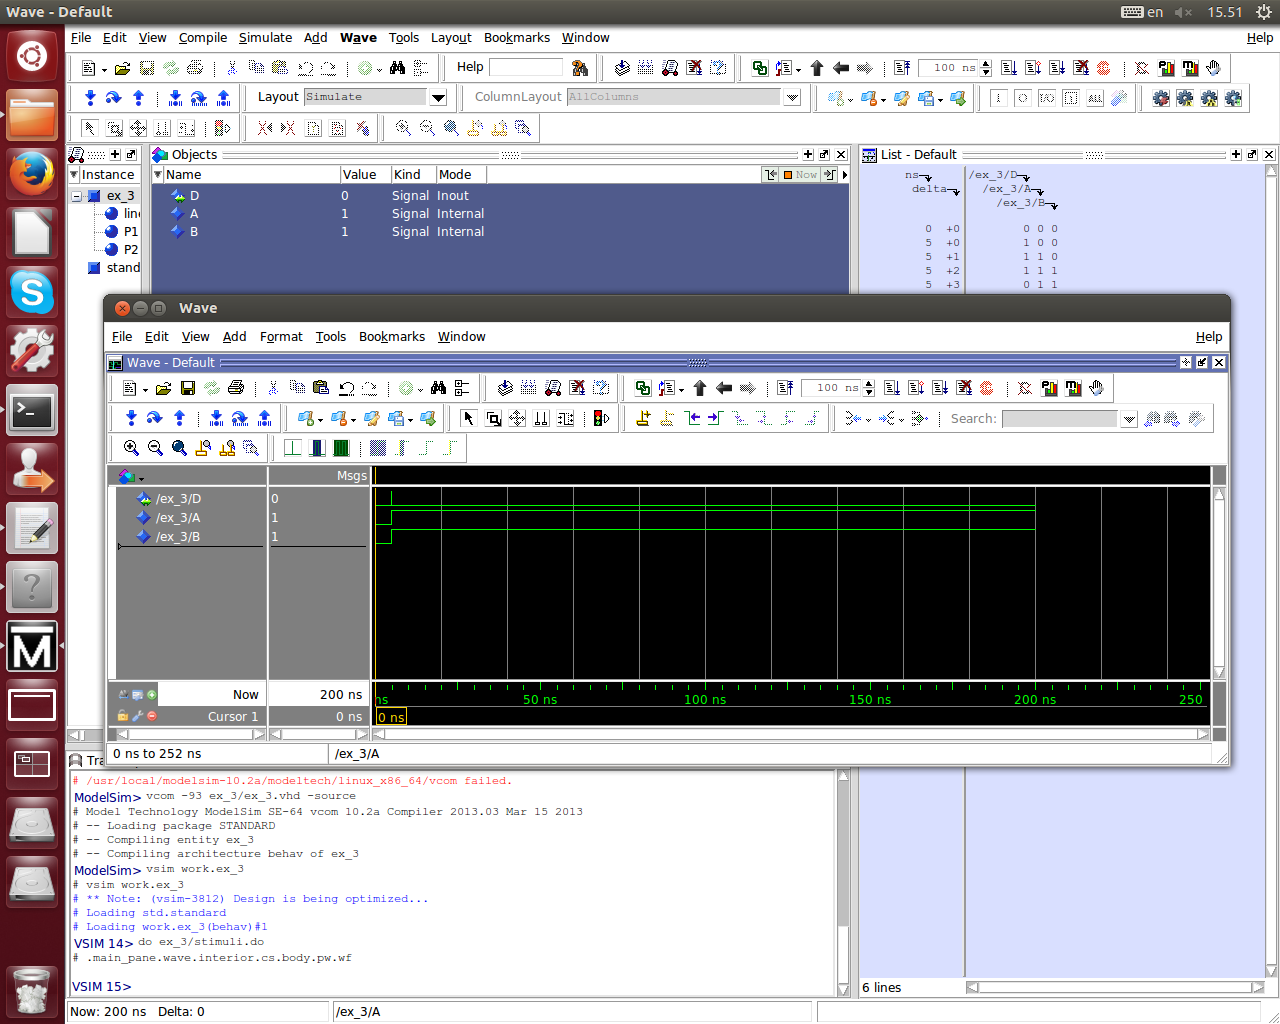 Wave - Default
en
15.51
File Edit View Compile Simulate Add Wave Tools Layout Bookmarks Window Help
Help
100 ns
Layout Simulate
ColumnLayout AllColumns
Instance
ex_3
line
P1
P2
stand
Objects
Name Value Kind Mode
Now
D 0 Signal Inout
A 1 Signal Internal
B 1 Signal Internal
List - Default
ns /ex_3/D
delta /ex_3/A
/ex_3/B
0 +0 0 0 0
5 +0 1 0 0
5 +1 1 1 0
5 +2 1 1 1
5 +3 0 1 1
Wave
File Edit View Add Format Tools Bookmarks Window Help
Wave - Default
100 ns
Search:
Msgs
/ex_3/D 0
/ex_3/A 1
/ex_3/B 1
Now 200 ns
ns 50 ns 100 ns 150 ns 200 ns 250
Cursor 1 0 ns
0 ns
0 ns to 252 ns
/ex_3/A
Tra
# /usr/local/modelsim-10.2a/modeltech/linux_x86_64/vcom failed.
ModelSim> vcom -93 ex_3/ex_3.vhd -source
# Model Technology ModelSim SE-64 vcom 10.2a Compiler 2013.03 Mar 15 2013
# -- Loading package STANDARD
# -- Compiling entity ex_3
# -- Compiling architecture behav of ex_3
ModelSim> vsim work.ex_3
# vsim work.ex_3
# ** Note: (vsim-3812) Design is being optimized...
# Loading std.standard
# Loading work.ex_3(behav)#1
VSIM 14> do ex_3/stimuli.do
# .main_pane.wave.interior.cs.body.pw.wf
VSIM 15>
6 lines
Now: 200 ns Delta: 0
/ex_3/A